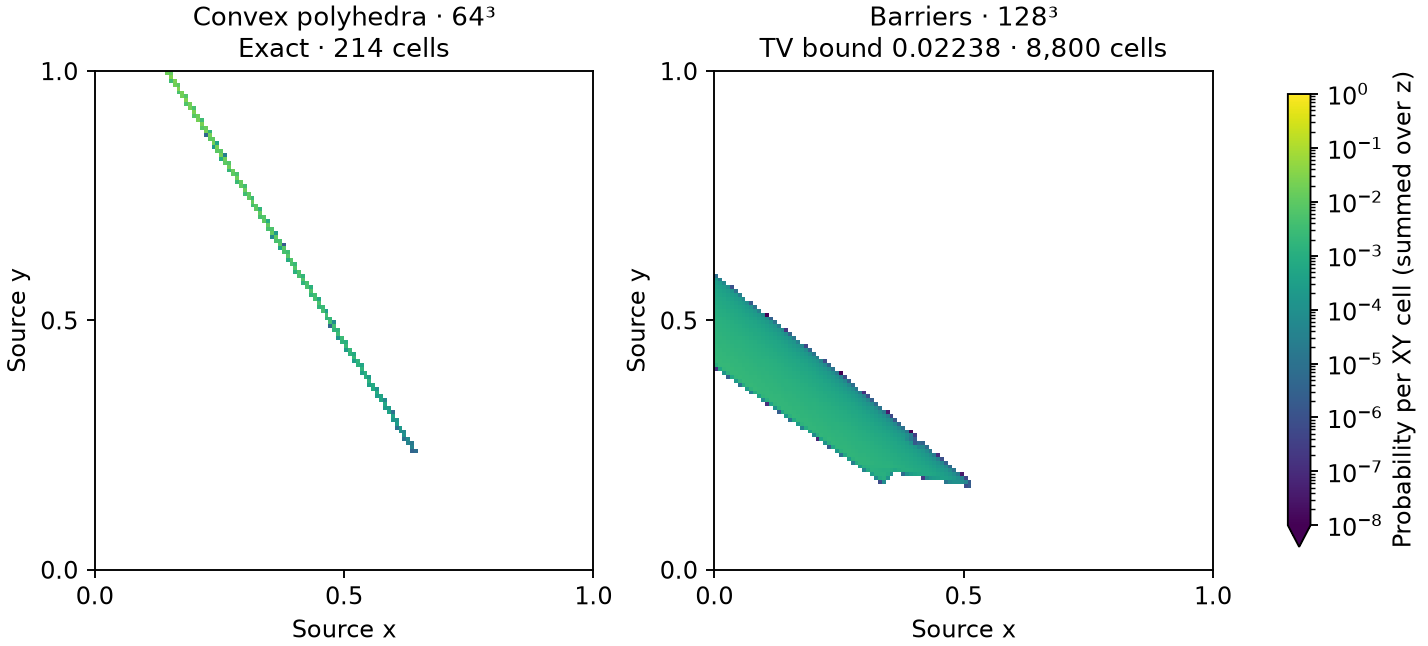 Convex polyhedra · 64³
Exact · 214 cells
1.0
0.5
0.0
Source y
0.0 0.5 1.0
Source x
Barriers · 128³
TV bound 0.02238 · 8,800 cells
1.0
0.5
0.0
Source y
0.0 0.5 1.0
Source x
10⁰
10⁻¹
10⁻²
10⁻³
10⁻⁴
10⁻⁵
10⁻⁶
10⁻⁷
10⁻⁸
Probability per XY cell (summed over z)